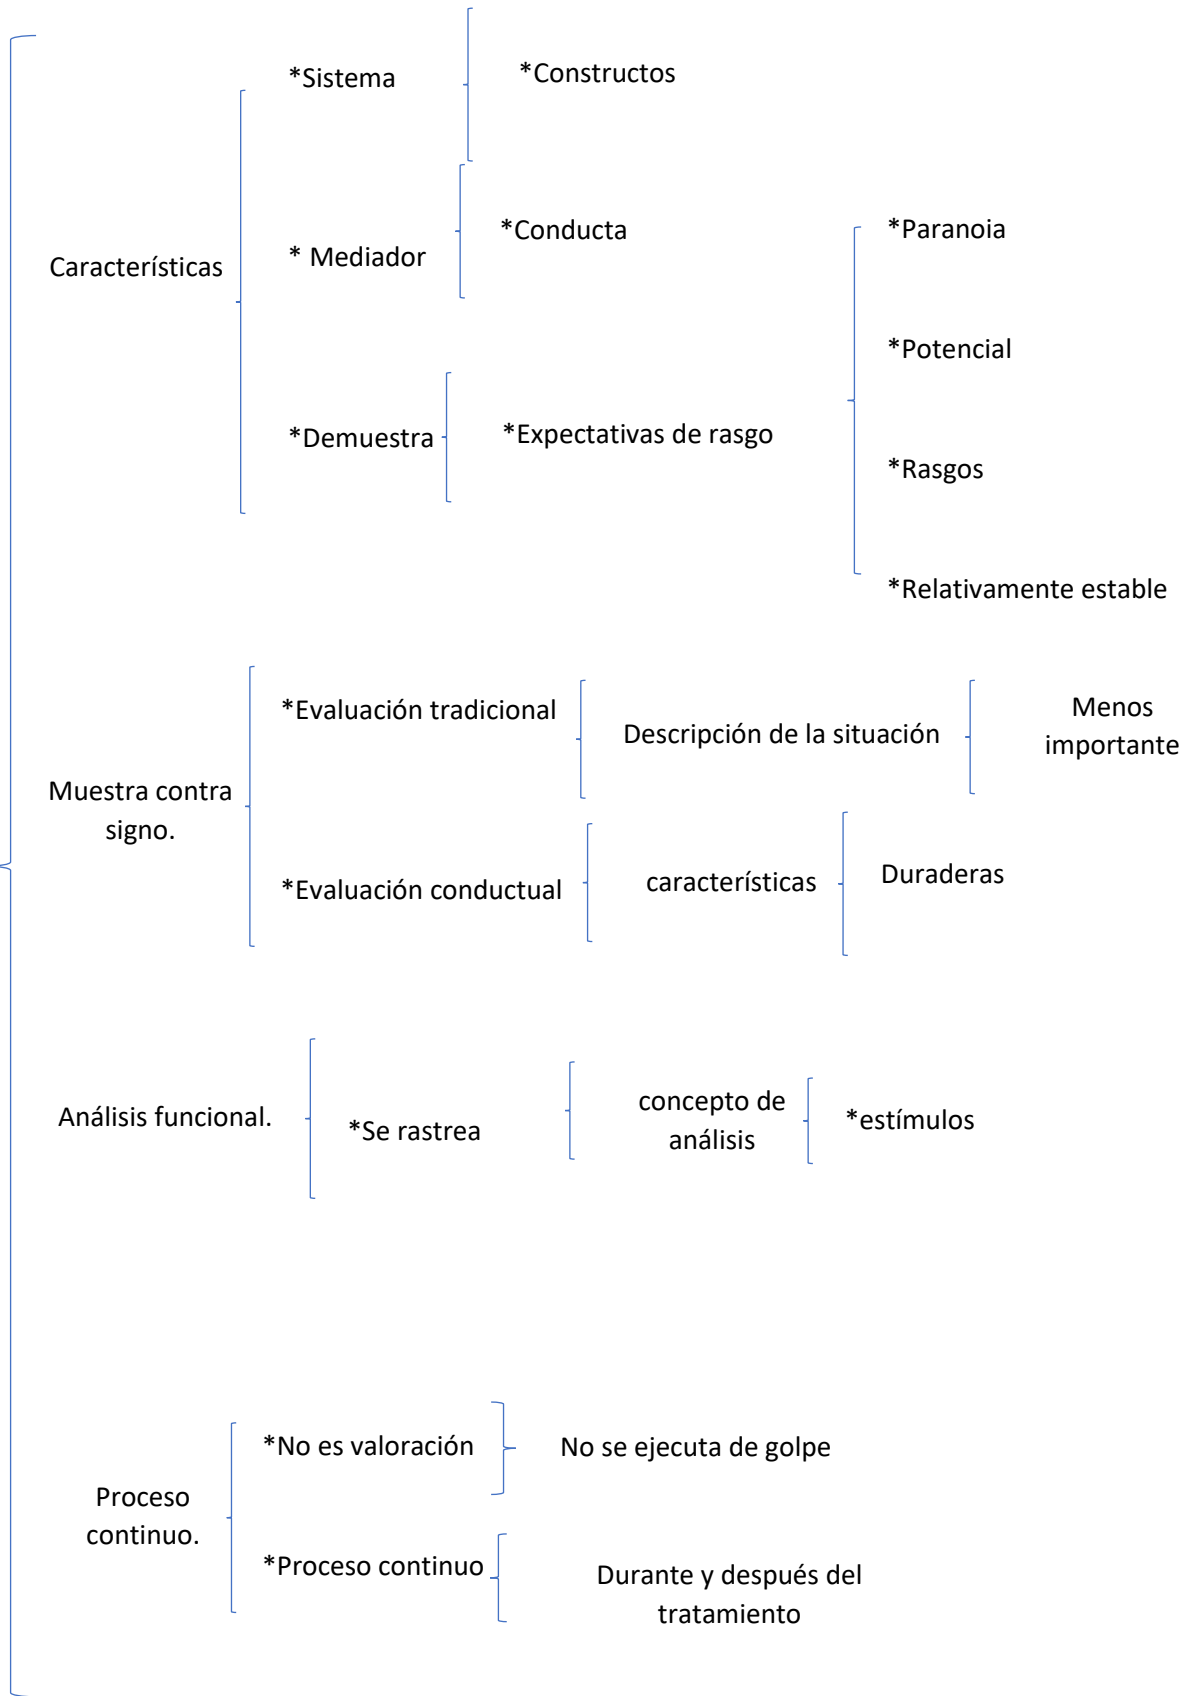 *Sistema
*Constructos
Característícas
* Mediador
*Conducta
*Demuestra
*Expectativas de rasgo
*Paranoia
*Potencial
*Rasgos
*Relativamente estable
Muestra contra
signo.
*Evaluación tradicional
Descripción de la situación
Menos
importante
*Evaluación conductual
características
Duraderas
Análisis funcional.
*Se rastrea
concepto de
análisis
*estímulos
Proceso
continuo.
*No es valoración
No se ejecuta de golpe
*Proceso continuo
Durante y después del
tratamiento